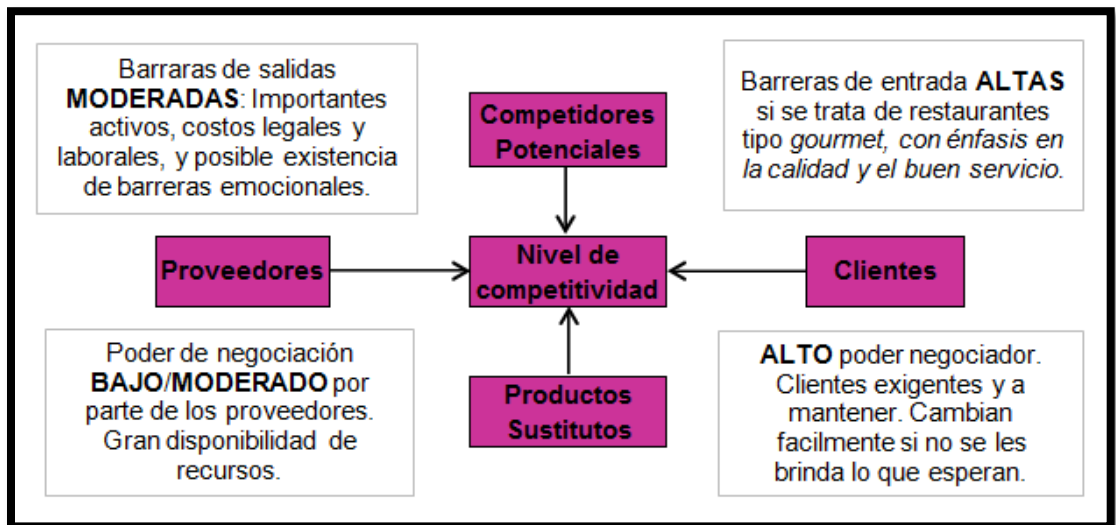 Barraras de salidas
MODERADAS: Importantes
activos, costos legales y
laborales, y posible existencia
de barreras emocionales.
Competidores
Potenciales
Barreras de entrada ALTAS
si se trata de restaurantes
tipo gourmet, con énfasis en
la calidad y el buen servicio.
Proveedores
Nivel de
competitividad
Clientes
Poder de negociación
BAJO/MODERADO por
parte de los proveedores.
Gran disponibilidad de
recursos.
Productos
Sustitutos
ALTO poder negociador.
Clientes exigentes y a
mantener. Cambian
facilmente si no se les
brinda lo que esperan.